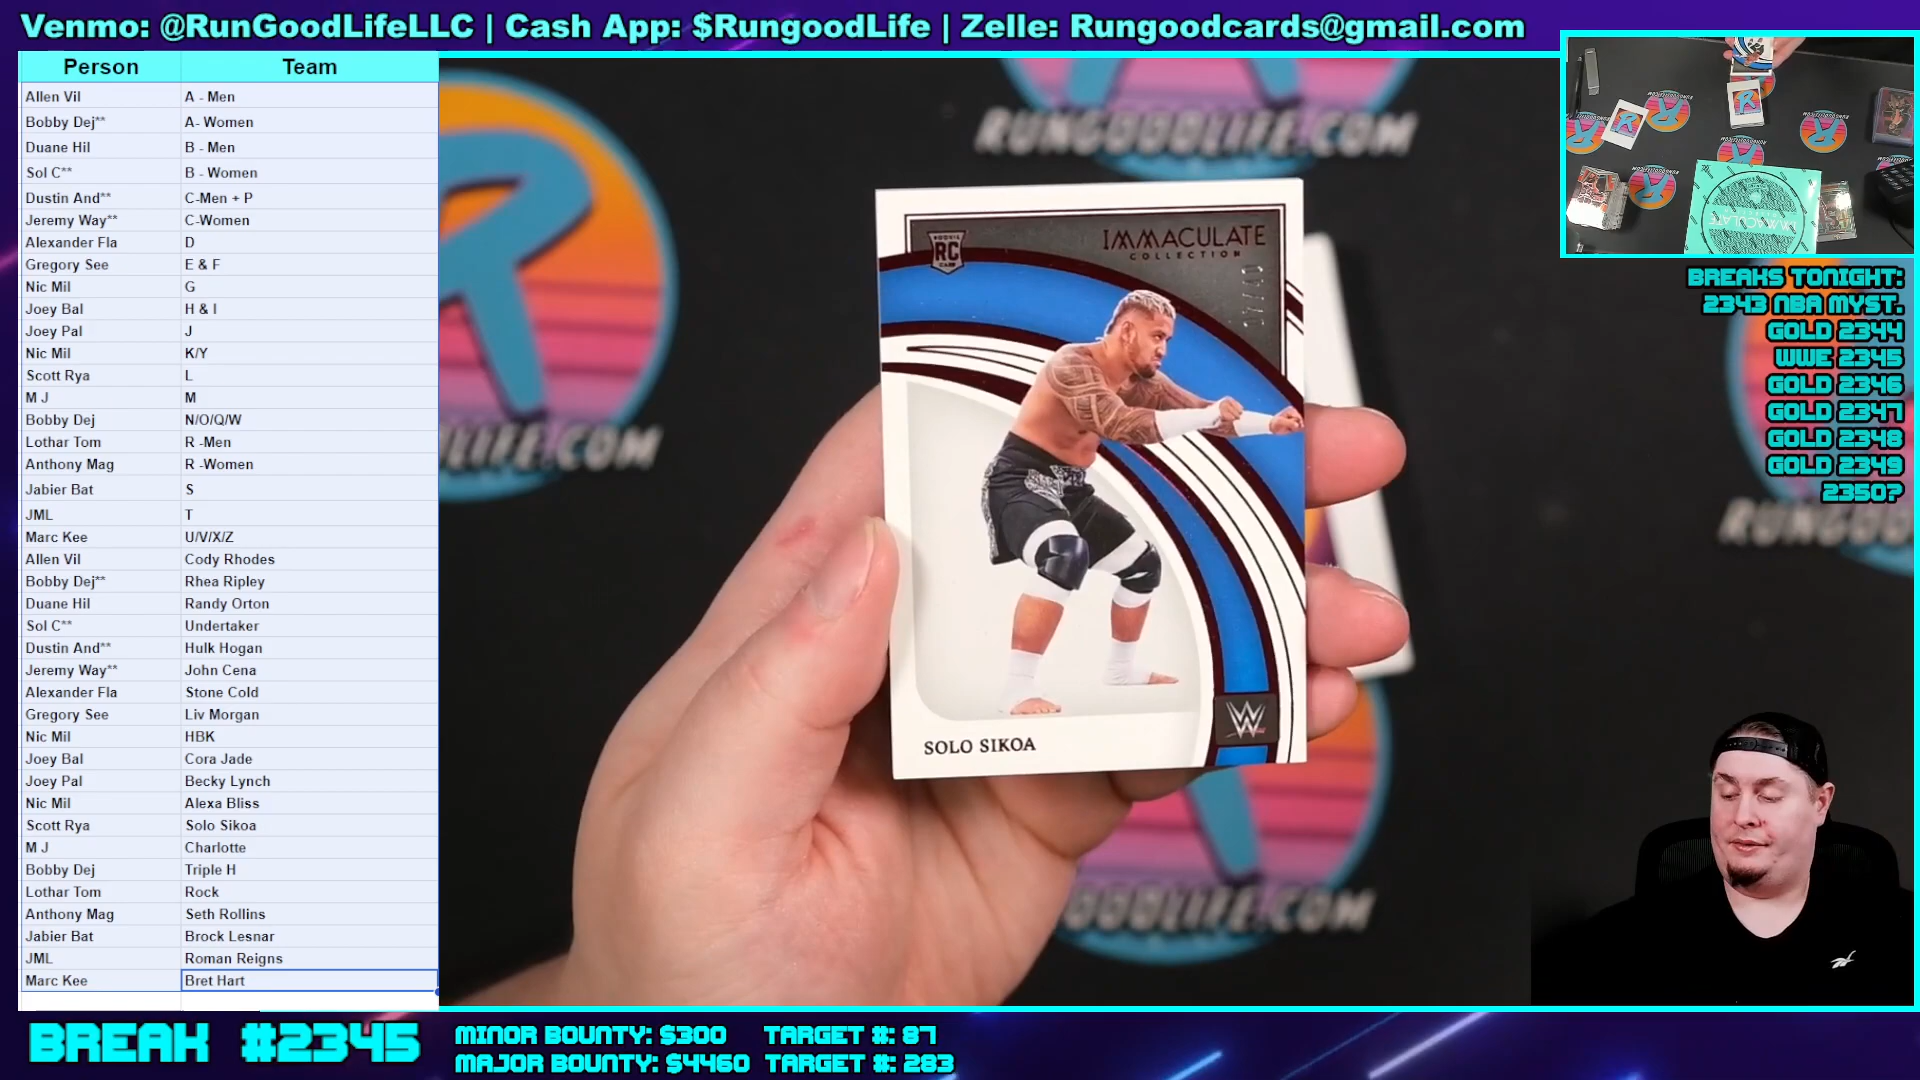 Venmo: @RunGoodLifeLLC | Cash App: $RungoodLife | Zelle: Rungoodcards@gmail.com
Person Team
Allen Vil A - Men
Bobby Dej** A- Women
Duane Hil B - Men
Sol C** B - Women
Dustin And** C-Men + P
Jeremy Way** C-Women
Alexander Fla D
Gregory See E & F
Nic Mil G
Joey Bal H & I
Joey Pal J
Nic Mil K/Y
Scott Rya L
M J M
Bobby Dej N/O/Q/W
Lothar Tom R -Men
Anthony Mag R -Women
Jabier Bat S
JML T
Marc Kee U/V/X/Z
Allen Vil Cody Rhodes
Bobby Dej** Rhea Ripley
Duane Hil Randy Orton
Sol C** Undertaker
Dustin And** Hulk Hogan
Jeremy Way** John Cena
Alexander Fla Stone Cold
Gregory See Liv Morgan
Nic Mil HBK
Joey Bal Cora Jade
Joey Pal Becky Lynch
Nic Mil Alexa Bliss
Scott Rya Solo Sikoa
M J Charlotte
Bobby Dej Triple H
Lothar Tom Rock
Anthony Mag Seth Rollins
Jabier Bat Brock Lesnar
JML Roman Reigns
Marc Kee Bret Hart
RUNGOODLIFE.COM
ROOKIE
RC
CARD
IMMACULATE
COLLECTION
SOLO SIKOA
W
BREAKS TONIGHT:
2343 NBA MYST.
GOLD 2344
WWE 2345
GOLD 2346
GOLD 2347
GOLD 2348
GOLD 2349
2350?
BREAK #2345
MINOR BOUNTY: $300 TARGET #: 87
MAJOR BOUNTY: $4460 TARGET #: 283